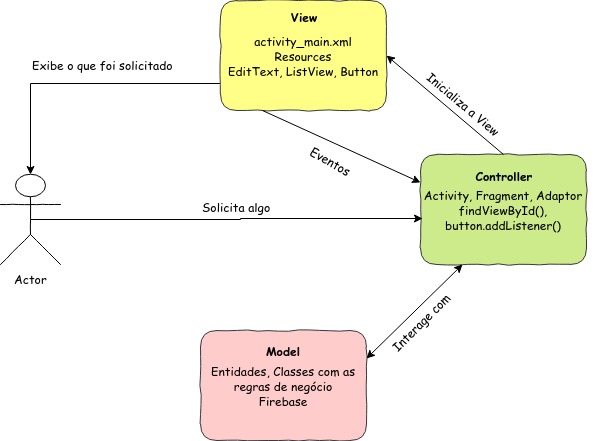 View
activity_main.xml
Resources
EditText, ListView, Button
Exibe o que foi solicitado
Inicializa a View
Eventos
Controller
Activity, Fragment, Adaptor
findViewById(),
button.addListener()
Solicita algo
Actor
Interage com
Model
Entidades, Classes com as
regras de negócio
Firebase